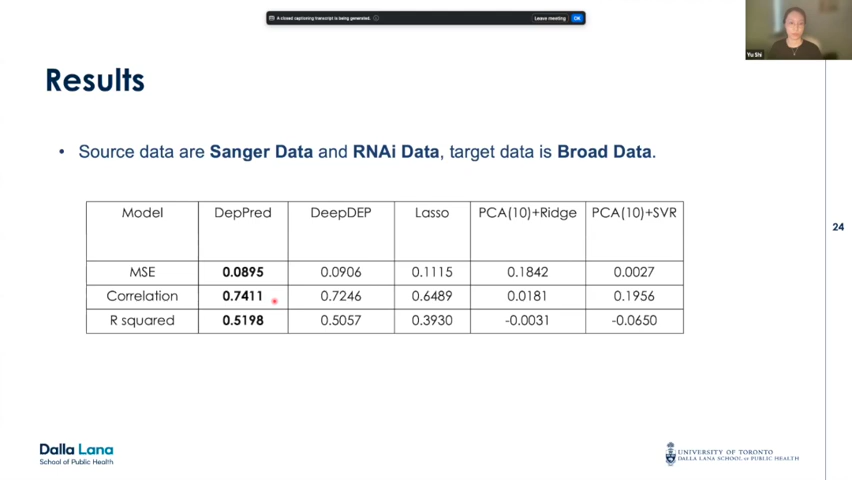 A closed captioning transcript is being generated.
Leave meeting
OK
Yu Shi
Results
• Source data are Sanger Data and RNAi Data, target data is Broad Data.
24
Model DepPred DeepDEP Lasso PCA(10)+Ridge PCA(10)+SVR
MSE 0.0895 0.0906 0.1115 0.1842 0.0027
Correlation 0.7411 0.7246 0.6489 0.0181 0.1956
R squared 0.5198 0.5057 0.3930 -0.0031 -0.0650
Dalla Lana
School of Public Health
UNIVERSITY OF TORONTO
DALLA LANA SCHOOL OF PUBLIC HEALTH